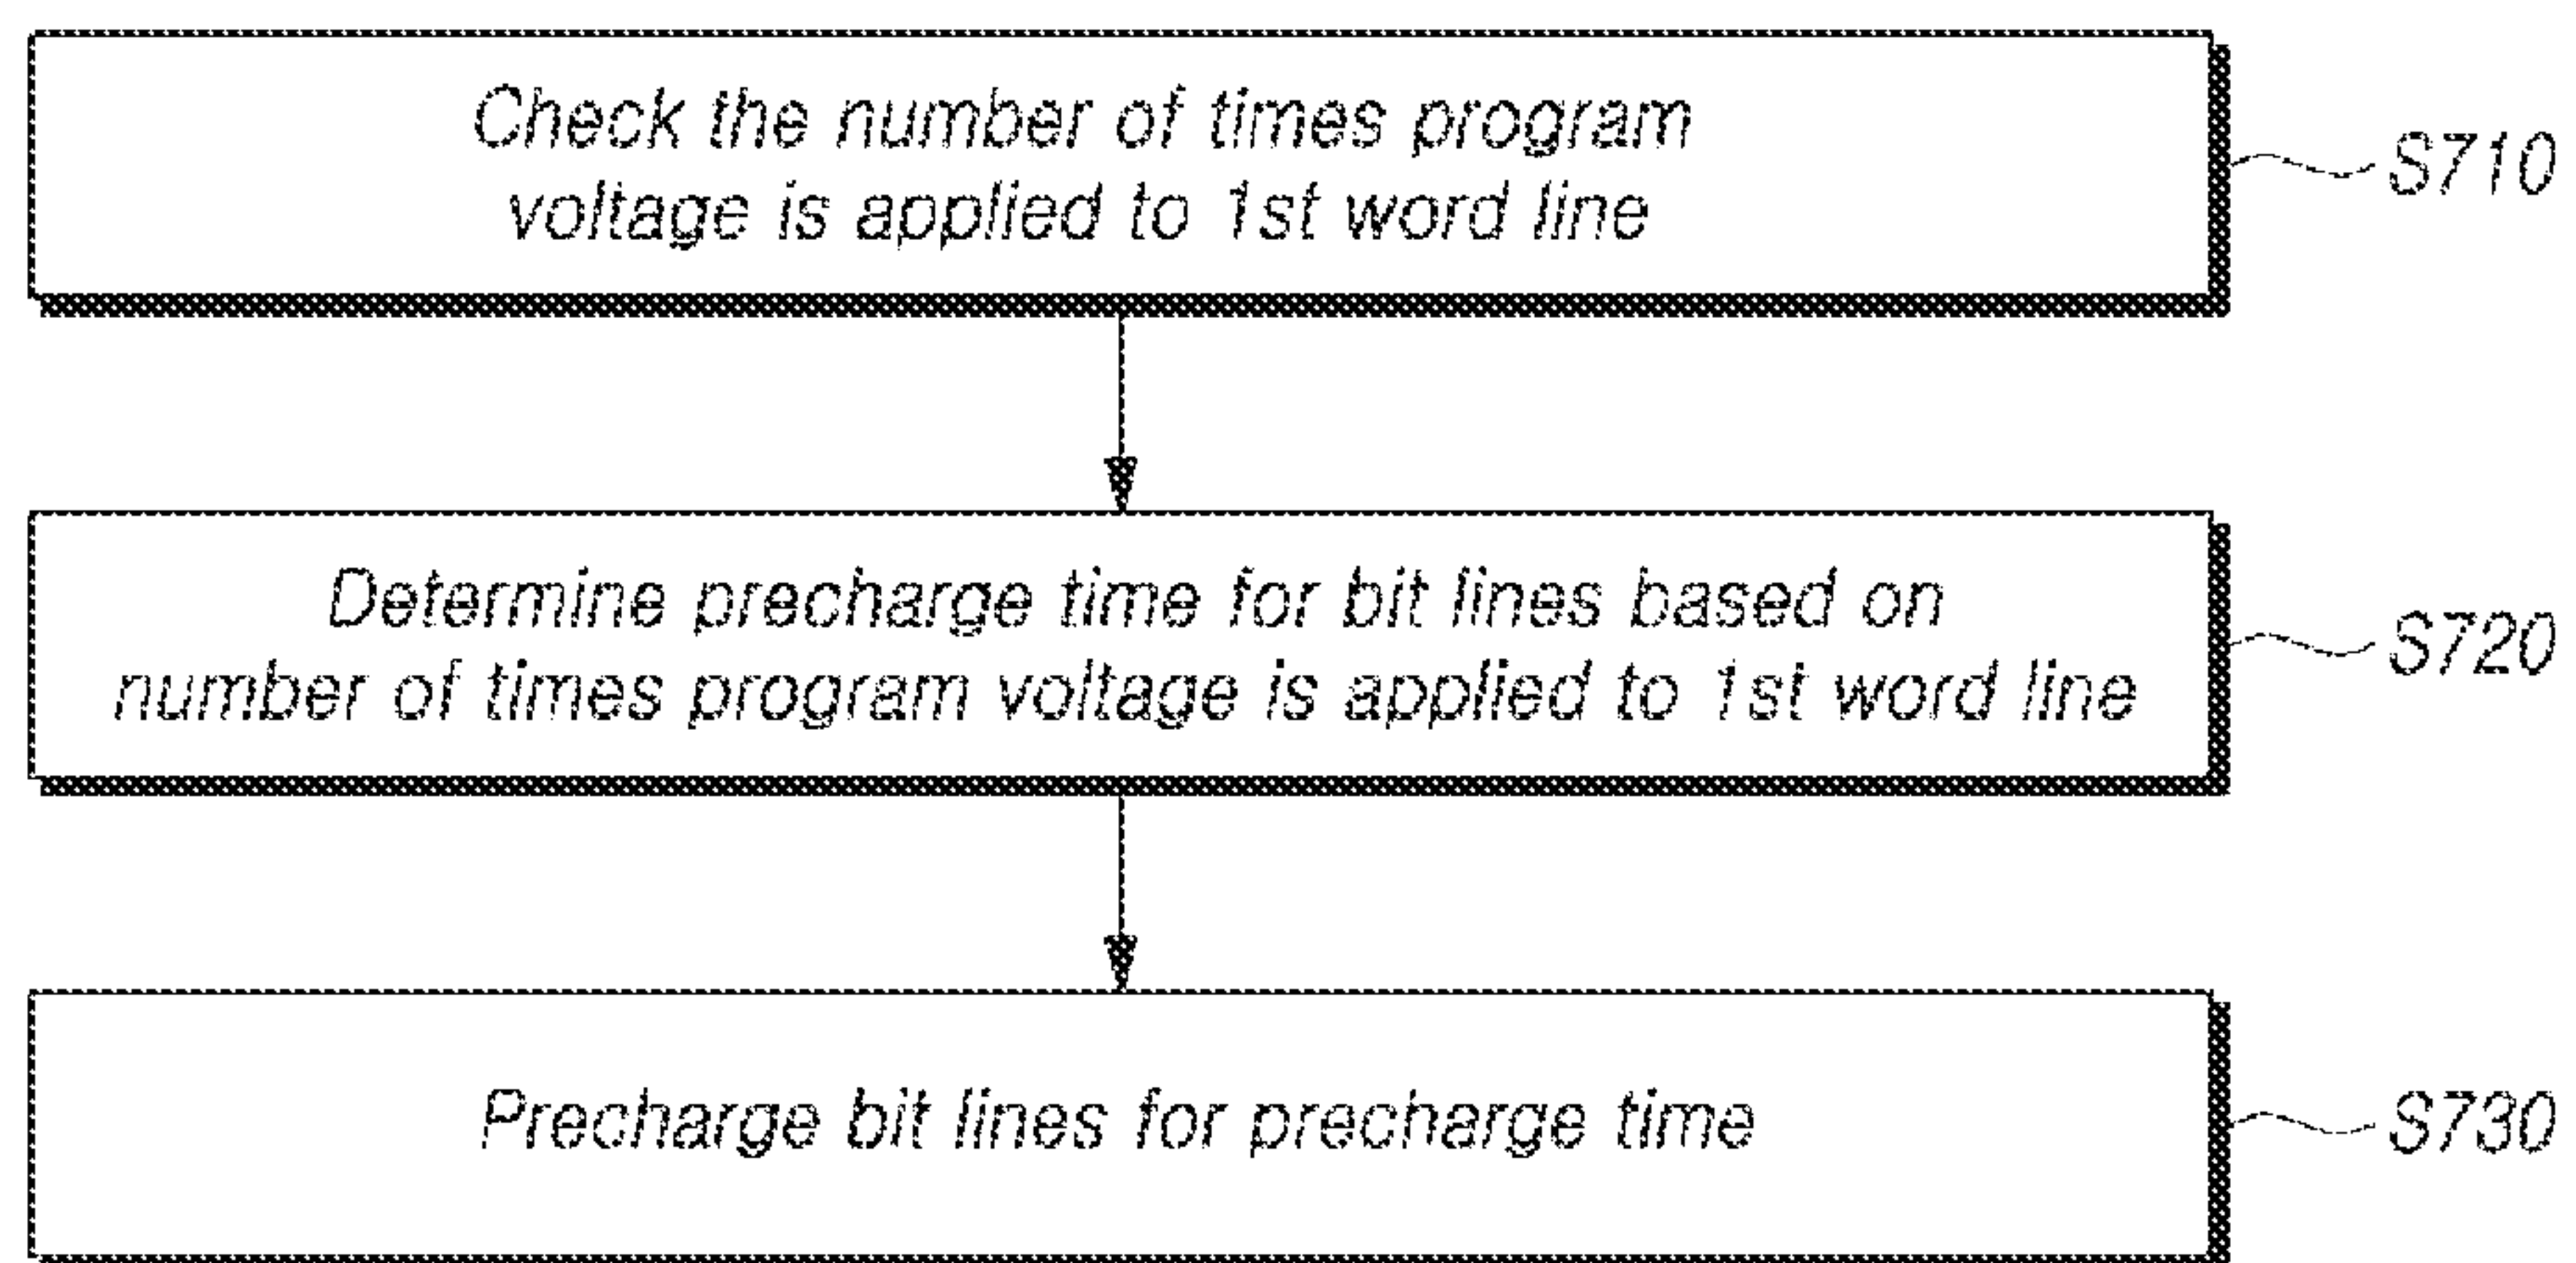 Check the number of times program
voltage is applied to 1st word line
S710
Determine precharge time for bit lines based on
number of times program voltage is applied to 1st word line
S720
Precharge bit lines for precharge time
S730